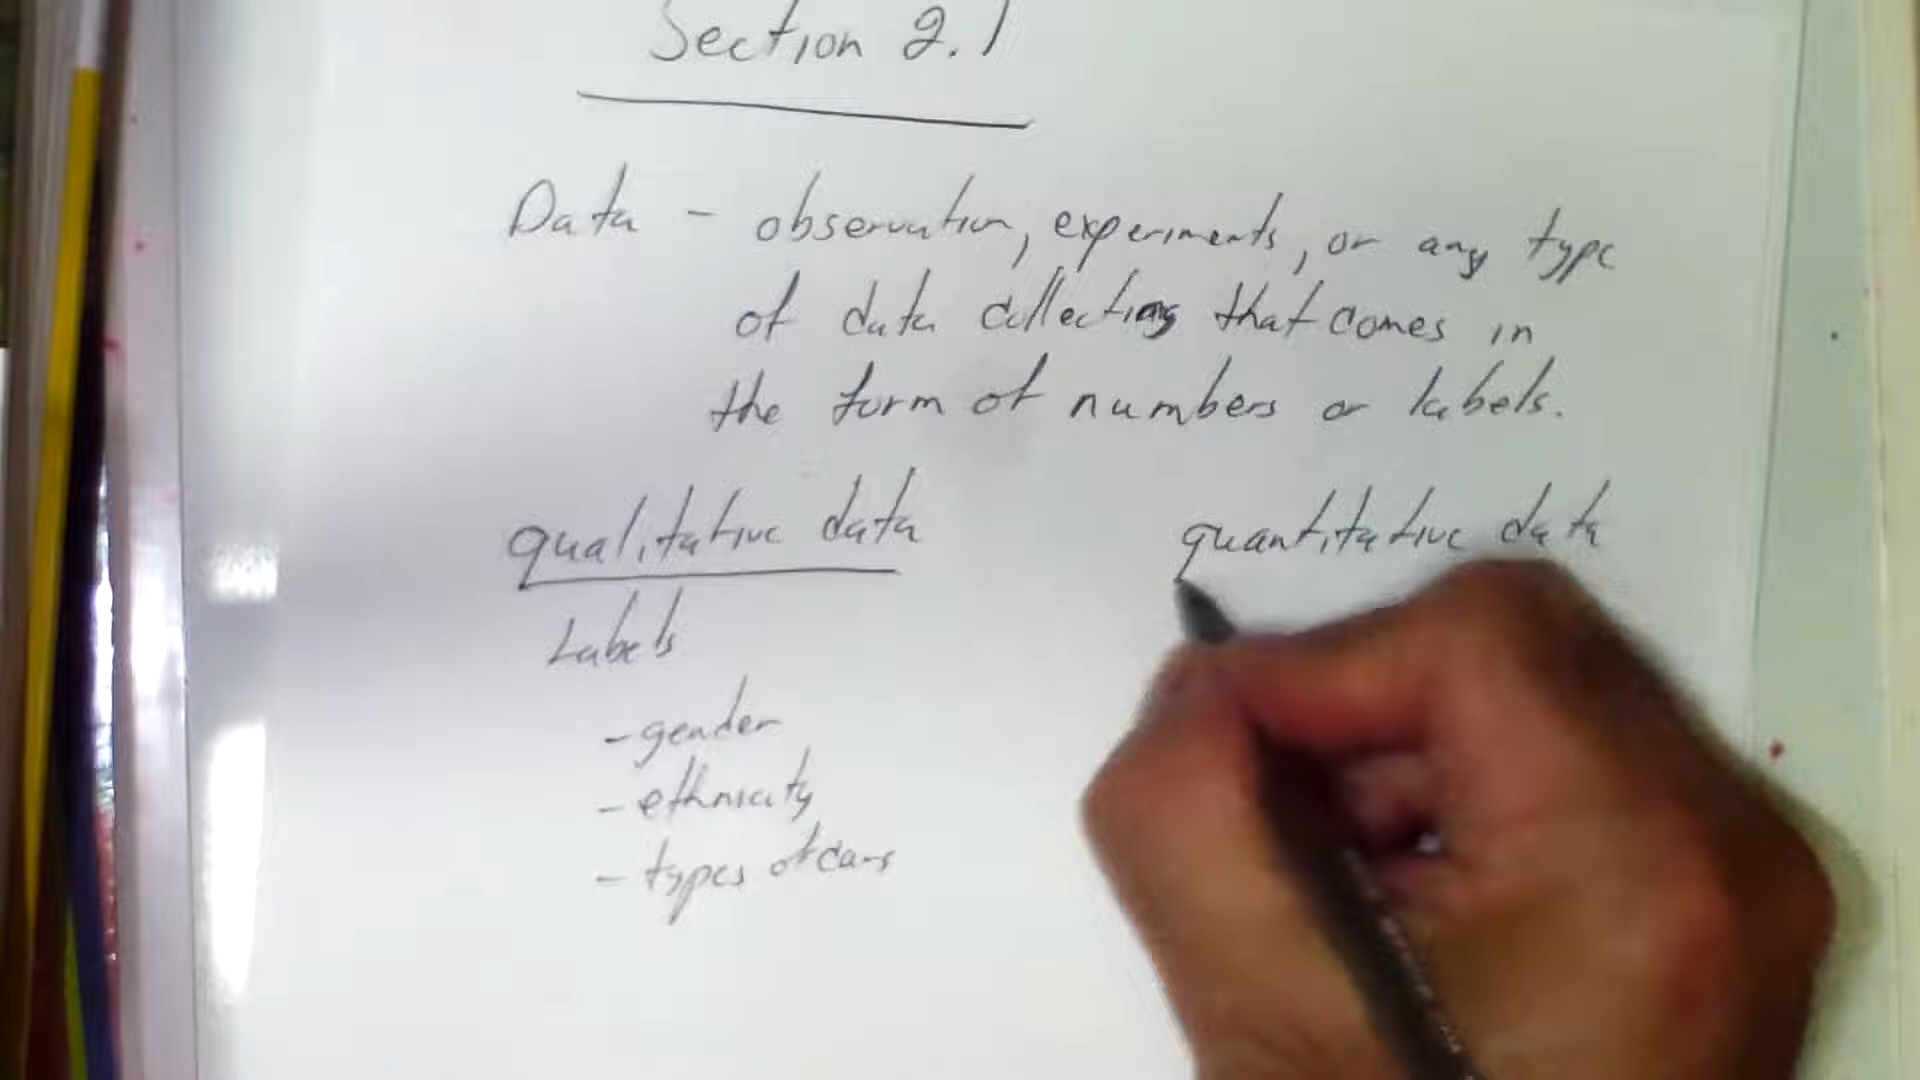 Section 2.1
Data - observation, experiments, or any type
of data collecting that comes in
the form of numbers or labels.
qualitative data
quantitative data
Labels
- gender
- ethnicity
- types of cars